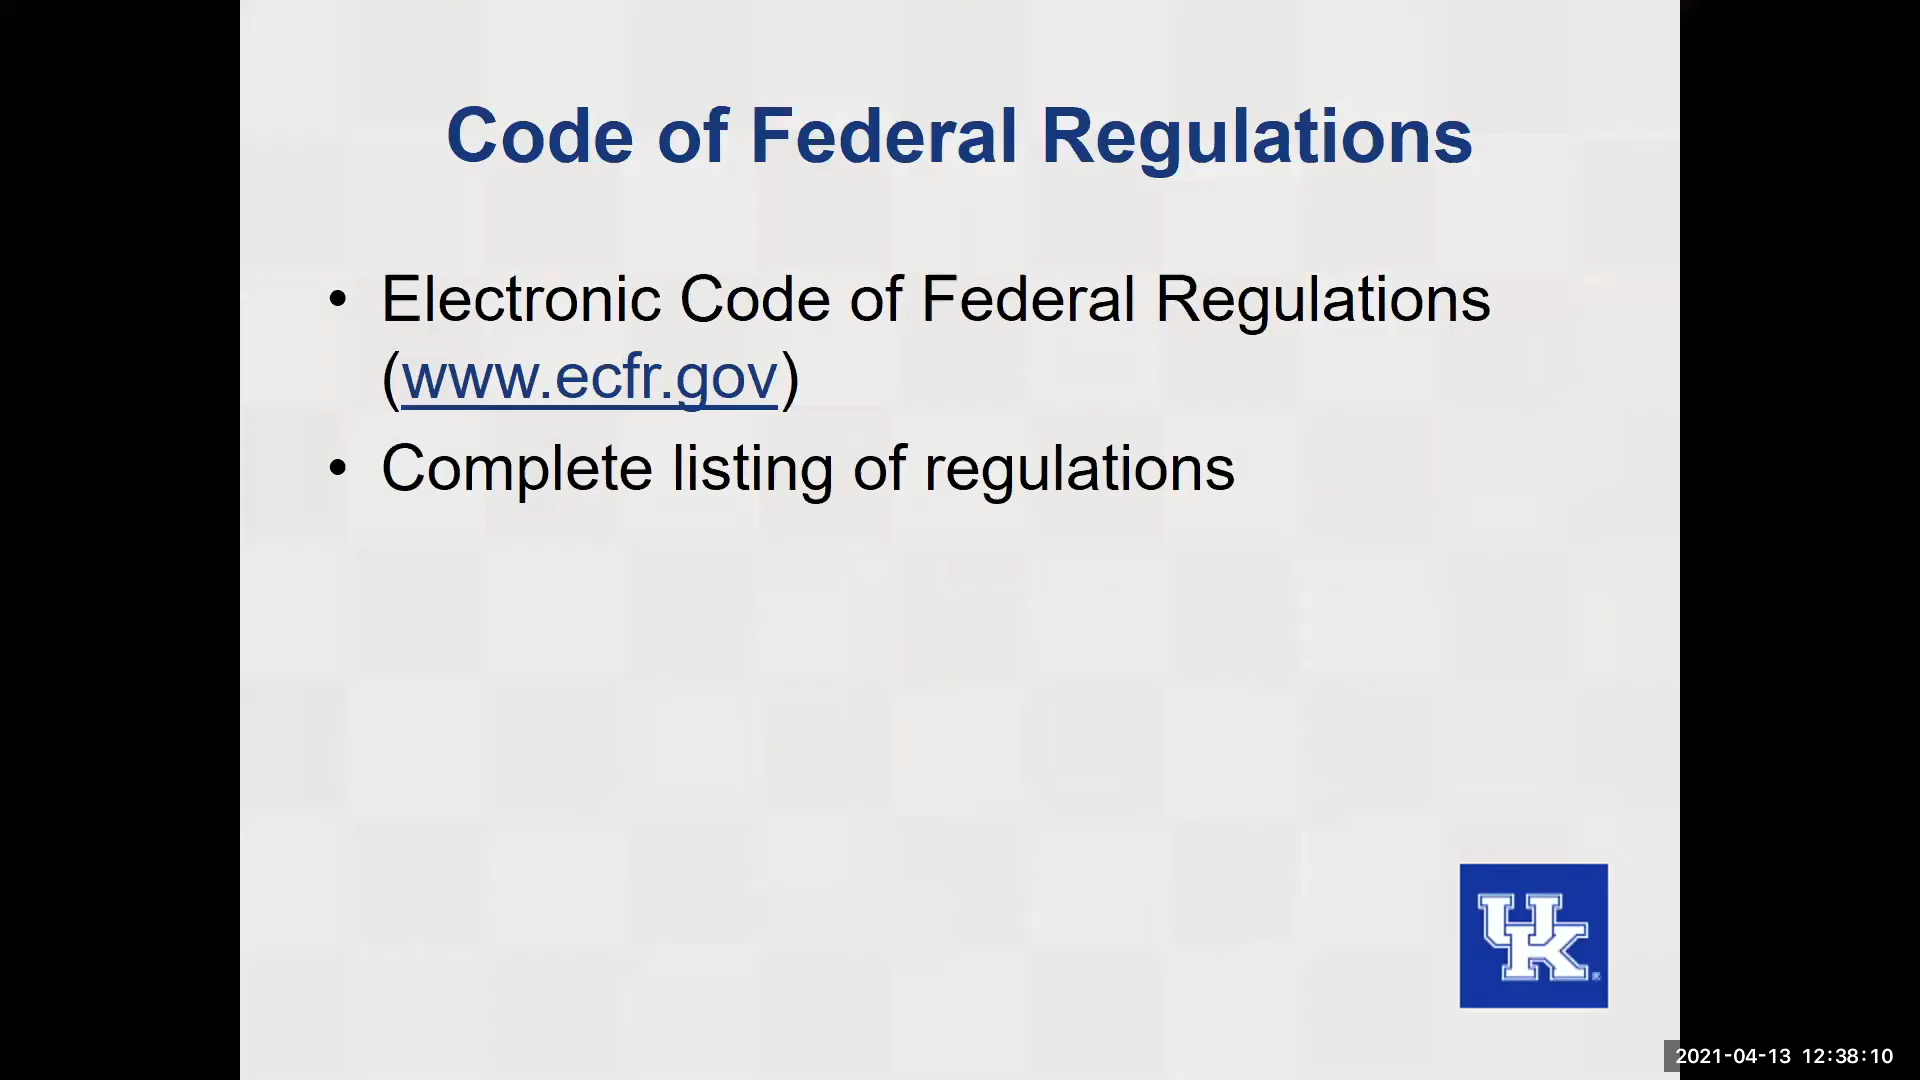 Code of Federal Regulations
• Electronic Code of Federal Regulations
(www.ecfr.gov)
• Complete listing of regulations
UK
2021-04-13 12:38:10